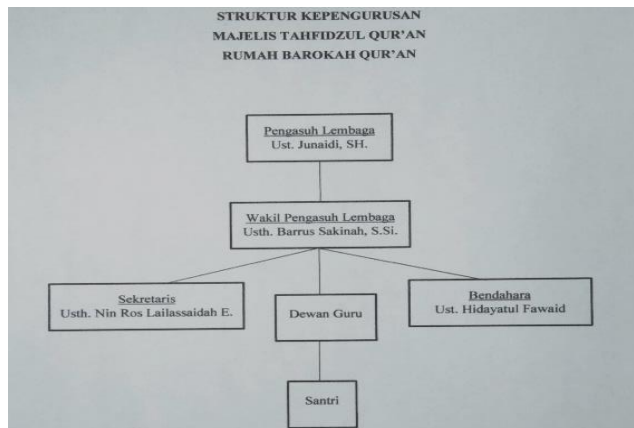 STRUKTUR KEPENGURUSAN
MAJELIS TAHFIDZUL QUR'AN
RUMAH BAROKAH QUR'AN
Pengasuh Lembaga
Ust. Junaidi, SH.
Wakil Pengasuh Lembaga
Usth. Barrus Sakinah, S.Si.
Sekretaris
Usth. Nin Ros Lailassaidah E.
Dewan Guru
Bendahara
Ust. Hidayatul Fawaid
Santri